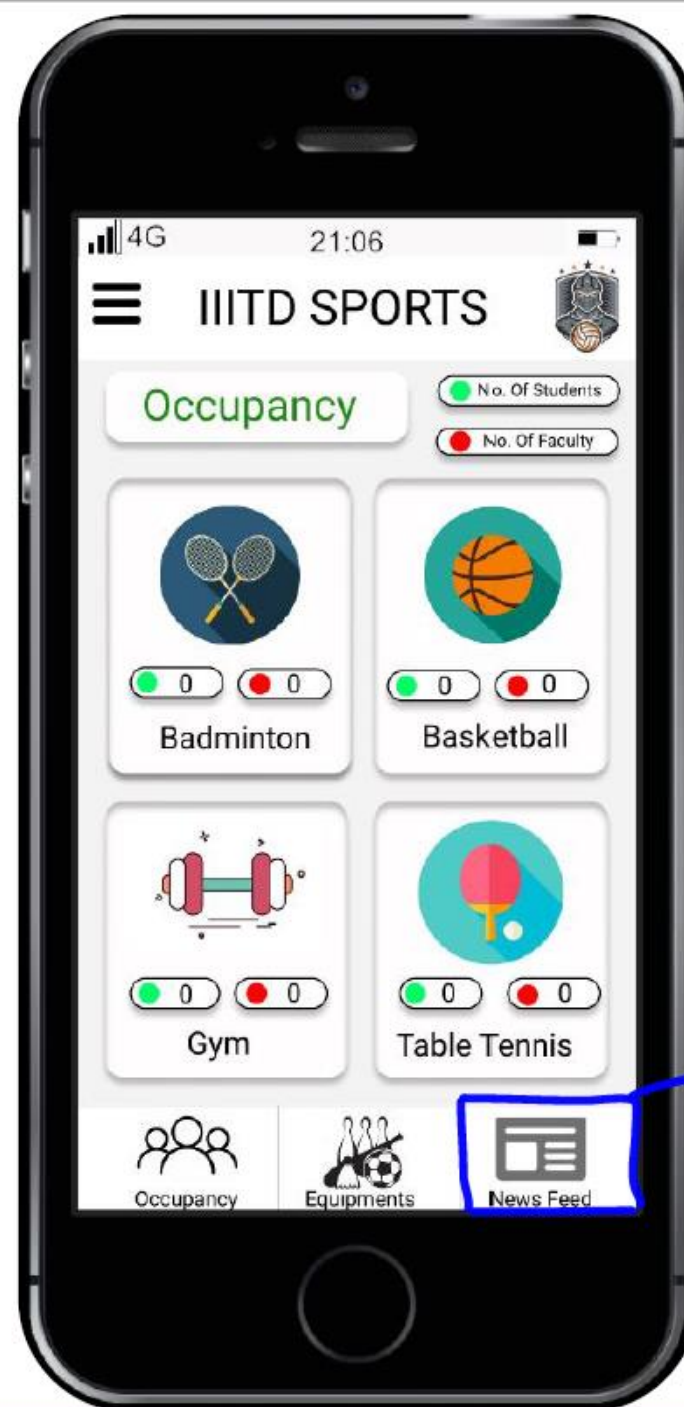 4G 21:06
IIITD SPORTS
Occupancy
No. Of Students
No. Of Faculty
0 0 0 0
Badminton Basketball
0 0 0 0
Gym Table Tennis
Occupancy Equipments News Feed